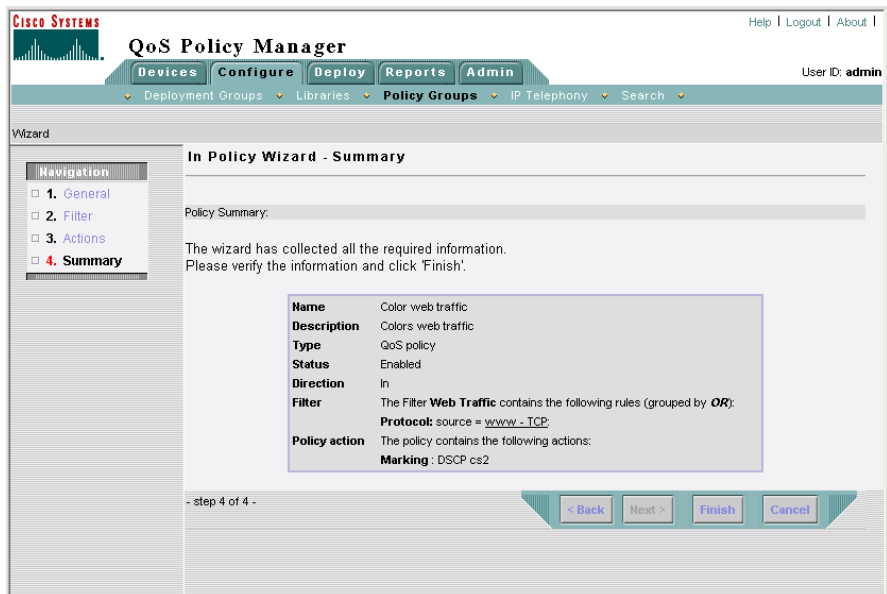 CISCO SYSTEMS
Help | Logout | About |
QoS Policy Manager
Devices Configure Deploy Reports Admin
User ID: admin
Deployment Groups Libraries Policy Groups IP Telephony Search
Wizard
Navigation
1. General
2. Filter
3. Actions
4. Summary
In Policy Wizard - Summary
Policy Summary:
The wizard has collected all the required information.
Please verify the information and click 'Finish'.
Name Color web traffic
Description Colors web traffic
Type QoS policy
Status Enabled
Direction In
Filter The Filter Web Traffic contains the following rules (grouped by OR):
Protocol: source = www - TCP;
Policy action The policy contains the following actions:
Marking : DSCP cs2
- step 4 of 4 -
< Back Next > Finish Cancel